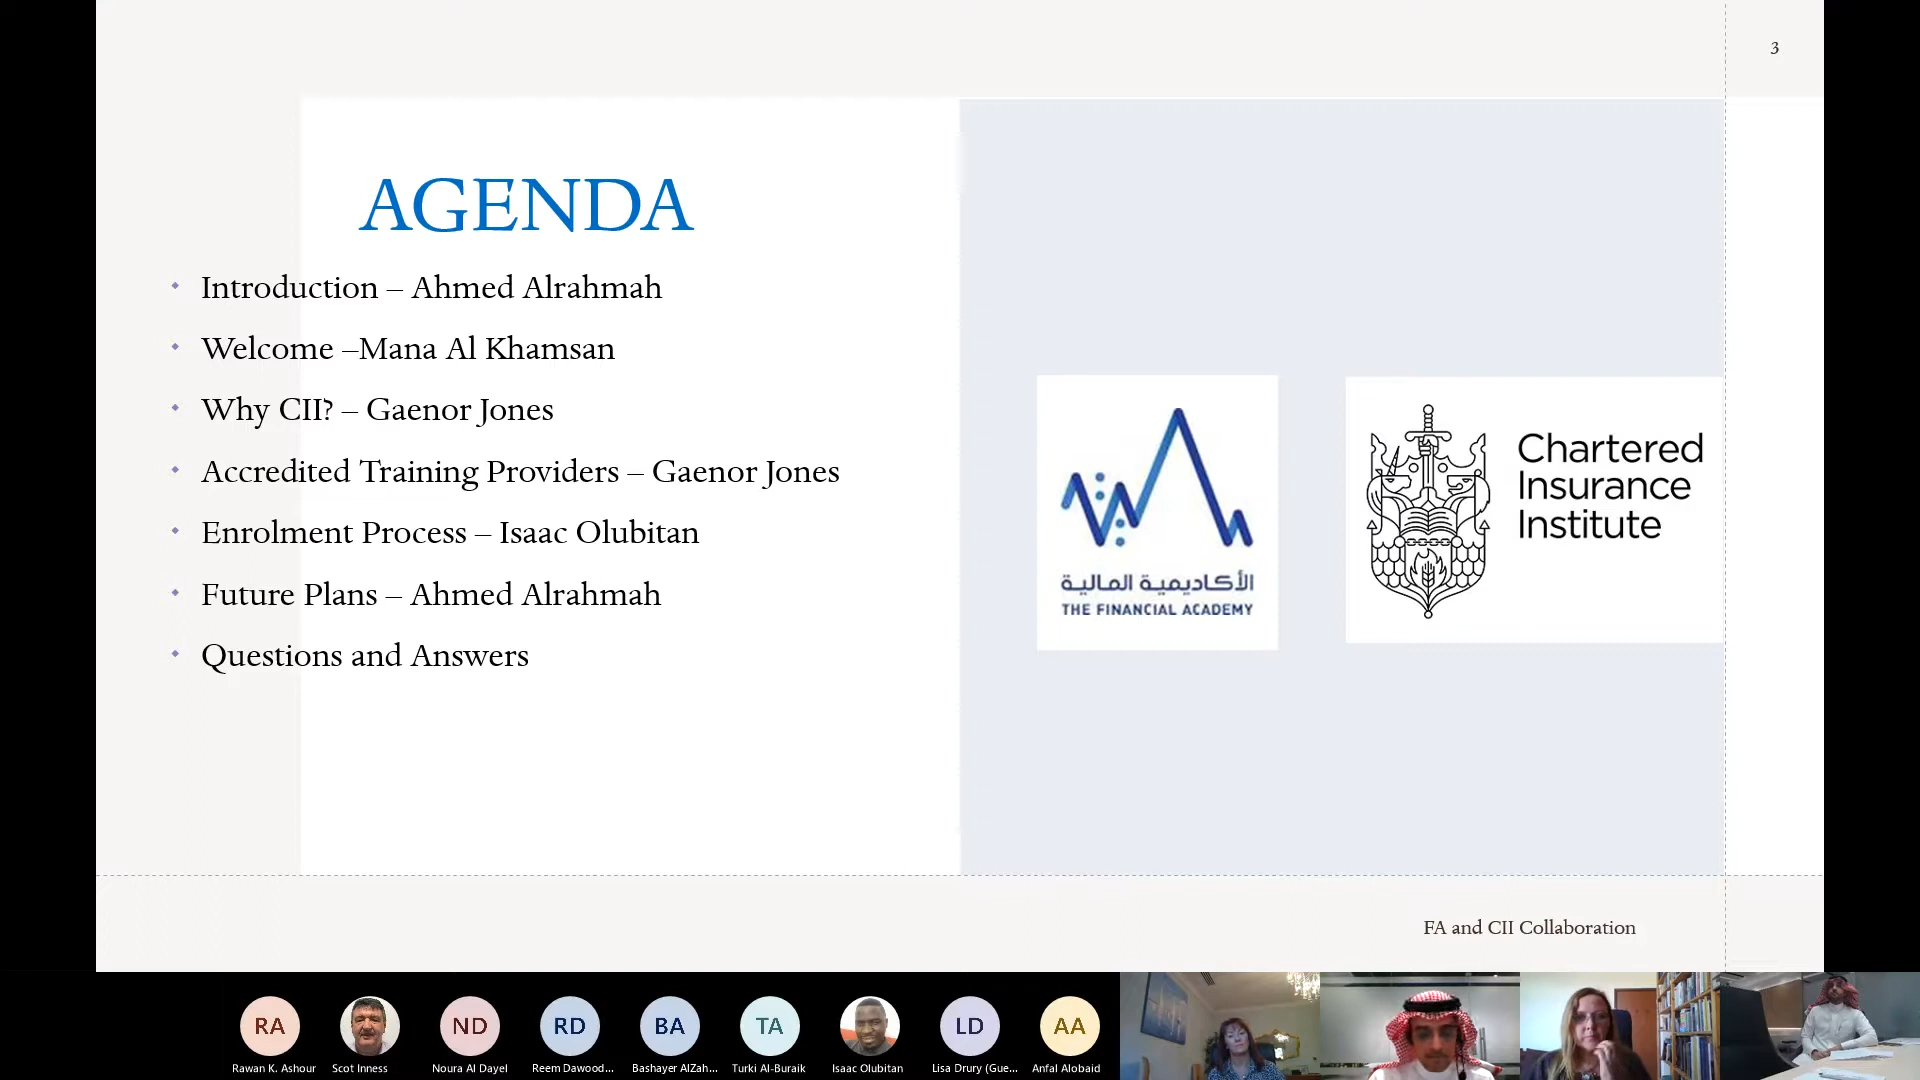 3
AGENDA
Introduction – Ahmed Alrahmah
Welcome –Mana Al Khamsan
Why CII? – Gaenor Jones
Accredited Training Providers – Gaenor Jones
Enrolment Process – Isaac Olubitan
Future Plans – Ahmed Alrahmah
Questions and Answers
الأكاديمية المالية
THE FINANCIAL ACADEMY
Chartered
Insurance
Institute
FA and CII Collaboration
RA
ND
RD
BA
TA
LD
AA
Rawan K. Ashour
Scot Inness
Noura Al Dayel
Reem Dawood...
Bashayer AlZah...
Turki Al-Buraik
Isaac Olubitan
Lisa Drury (Gue...
Anfal Alobaid